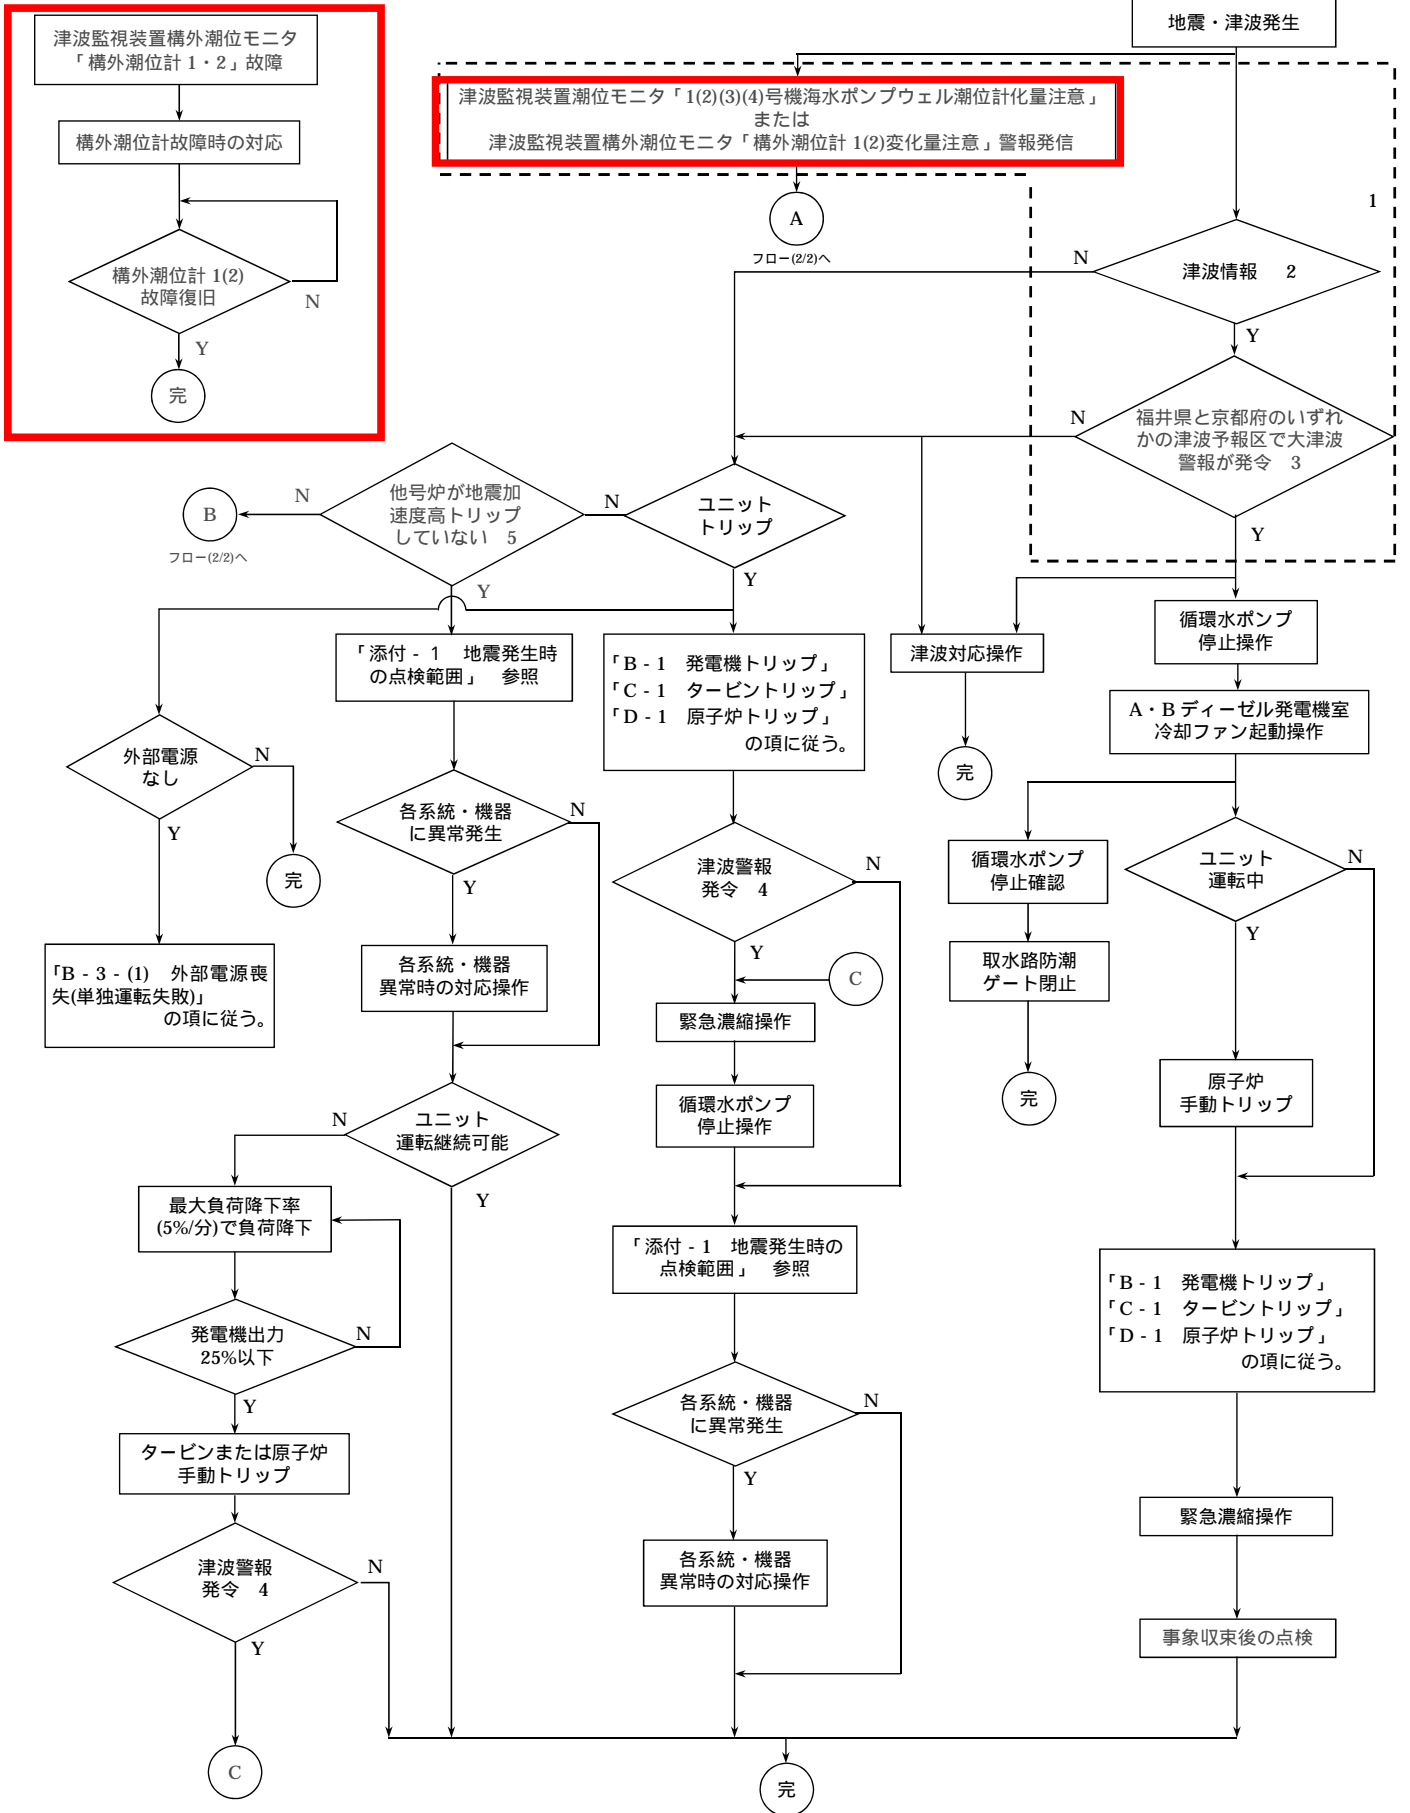 津波監視装置構外潮位モニタ
「構外潮位計 1・2」故障
構外潮位計故障時の対応
構外潮位計 1(2)
故障復旧
N
Y
完
地震・津波発生
津波監視装置潮位モニタ「1(2)(3)(4)号機海水ポンプウェル潮位計化量注意」
または
津波監視装置構外潮位モニタ「構外潮位計 1(2)変化量注意」警報発信
A
フロー(2/2)へ
1
津波情報　2
N
Y
福井県と京都府のいずれ
かの津波予報区で大津波
警報が発令　3
N
Y
ユニット
トリップ
N
Y
他号炉が地震加
速度高トリップ
していない　5
N
Y
B
フロー(2/2)へ
外部電源
なし
N
Y
完
「B - 3 - (1)　外部電源喪
失(単独運転失敗)」
の項に従う。
「添付 - 1　地震発生時
の点検範囲」　参照
各系統・機器
に異常発生
N
Y
各系統・機器
異常時の対応操作
ユニット
運転継続可能
N
Y
最大負荷降下率
(5%/分)で負荷降下
発電機出力
25%以下
N
Y
タービンまたは原子炉
手動トリップ
津波警報
発令　4
N
Y
C
「B - 1　発電機トリップ」
「C - 1　タービントリップ」
「D - 1　原子炉トリップ」
の項に従う。
津波警報
発令　4
N
Y
C
緊急濃縮操作
循環水ポンプ
停止操作
「添付 - 1　地震発生時の
点検範囲」　参照
各系統・機器
に異常発生
N
Y
各系統・機器
異常時の対応操作
完
津波対応操作
完
循環水ポンプ
停止操作
A・B ディーゼル発電機室
冷却ファン起動操作
循環水ポンプ
停止確認
取水路防潮
ゲート閉止
完
ユニット
運転中
N
Y
原子炉
手動トリップ
「B - 1　発電機トリップ」
「C - 1　タービントリップ」
「D - 1　原子炉トリップ」
の項に従う。
緊急濃縮操作
事象収束後の点検